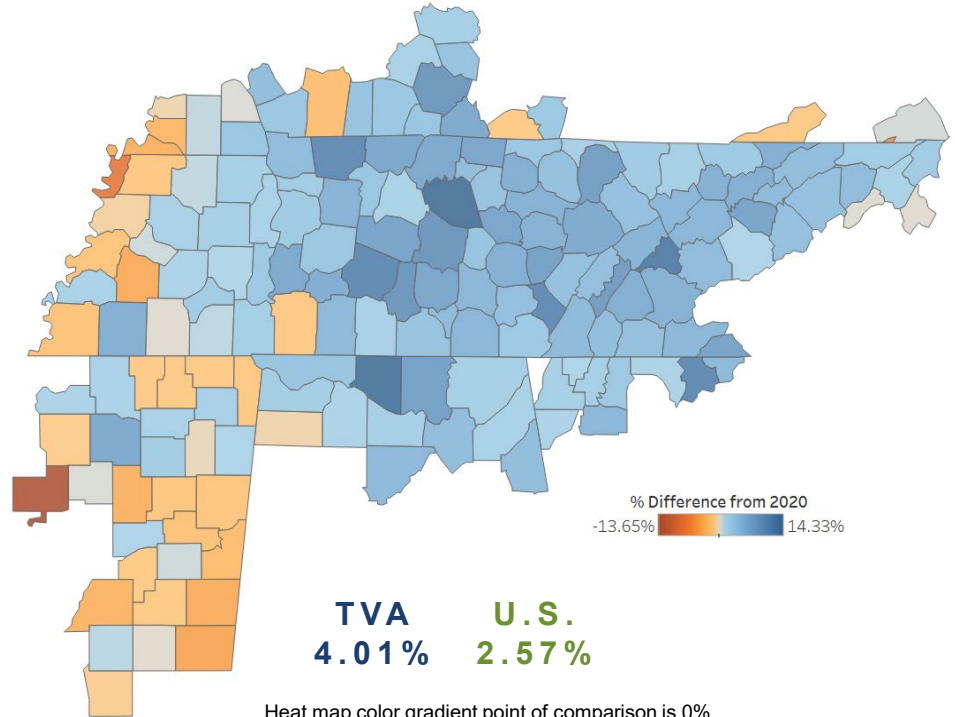 % Difference from 2020
-13.65% 14.33%
TVA U.S.
4.01% 2.57%
Heat map color gradient point of comparison is 0%